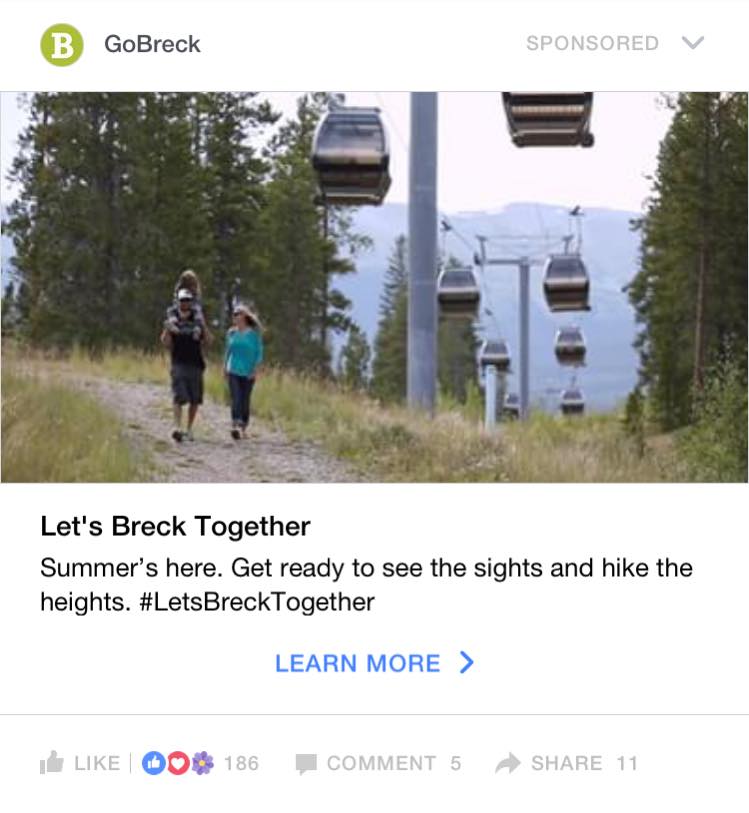 B GoBreck SPONSORED
Let's Breck Together
Summer’s here. Get ready to see the sights and hike the
heights. #LetsBreckTogether
LEARN MORE
LIKE 186 COMMENT 5 SHARE 11